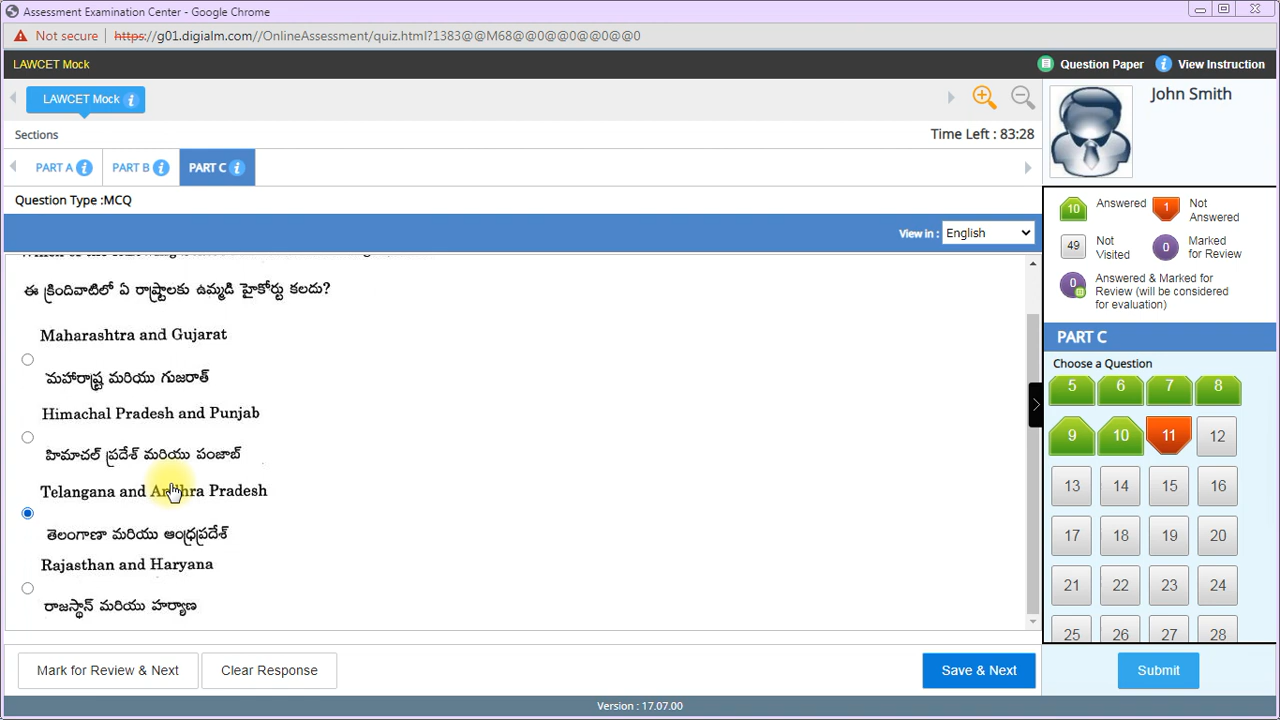 Assessment Examination Center - Google Chrome
Not secure https://g01.digialm.com//OnlineAssessment/quiz.html?1383@@M68@@0@@0@@0@@0
LAWCET Mock
Question Paper
View Instruction
LAWCET Mock
John Smith
Sections
Time Left : 83:28
PART A
PART B
PART C
Question Type :MCQ
View in : English
10 Answered
1 Not Answered
49 Not Visited
0 Marked for Review
0 Answered & Marked for Review (will be considered for evaluation)
ఈ క్రిందివాటిలో ఏ రాష్ట్రాలకు ఉమ్మడి హైకోర్టు కలదు?
Maharashtra and Gujarat
మహారాష్ట్ర మరియు గుజరాత్
Himachal Pradesh and Punjab
హిమాచల్ ప్రదేశ్ మరియు పంజాబ్
Telangana and Andhra Pradesh
తెలంగాణా మరియు ఆంధ్రప్రదేశ్
Rajasthan and Haryana
రాజస్థాన్ మరియు హర్యాణ
PART C
Choose a Question
5 6 7 8
9 10 11 12
13 14 15 16
17 18 19 20
21 22 23 24
25 26 27 28
Mark for Review & Next
Clear Response
Save & Next
Submit
Version : 17.07.00